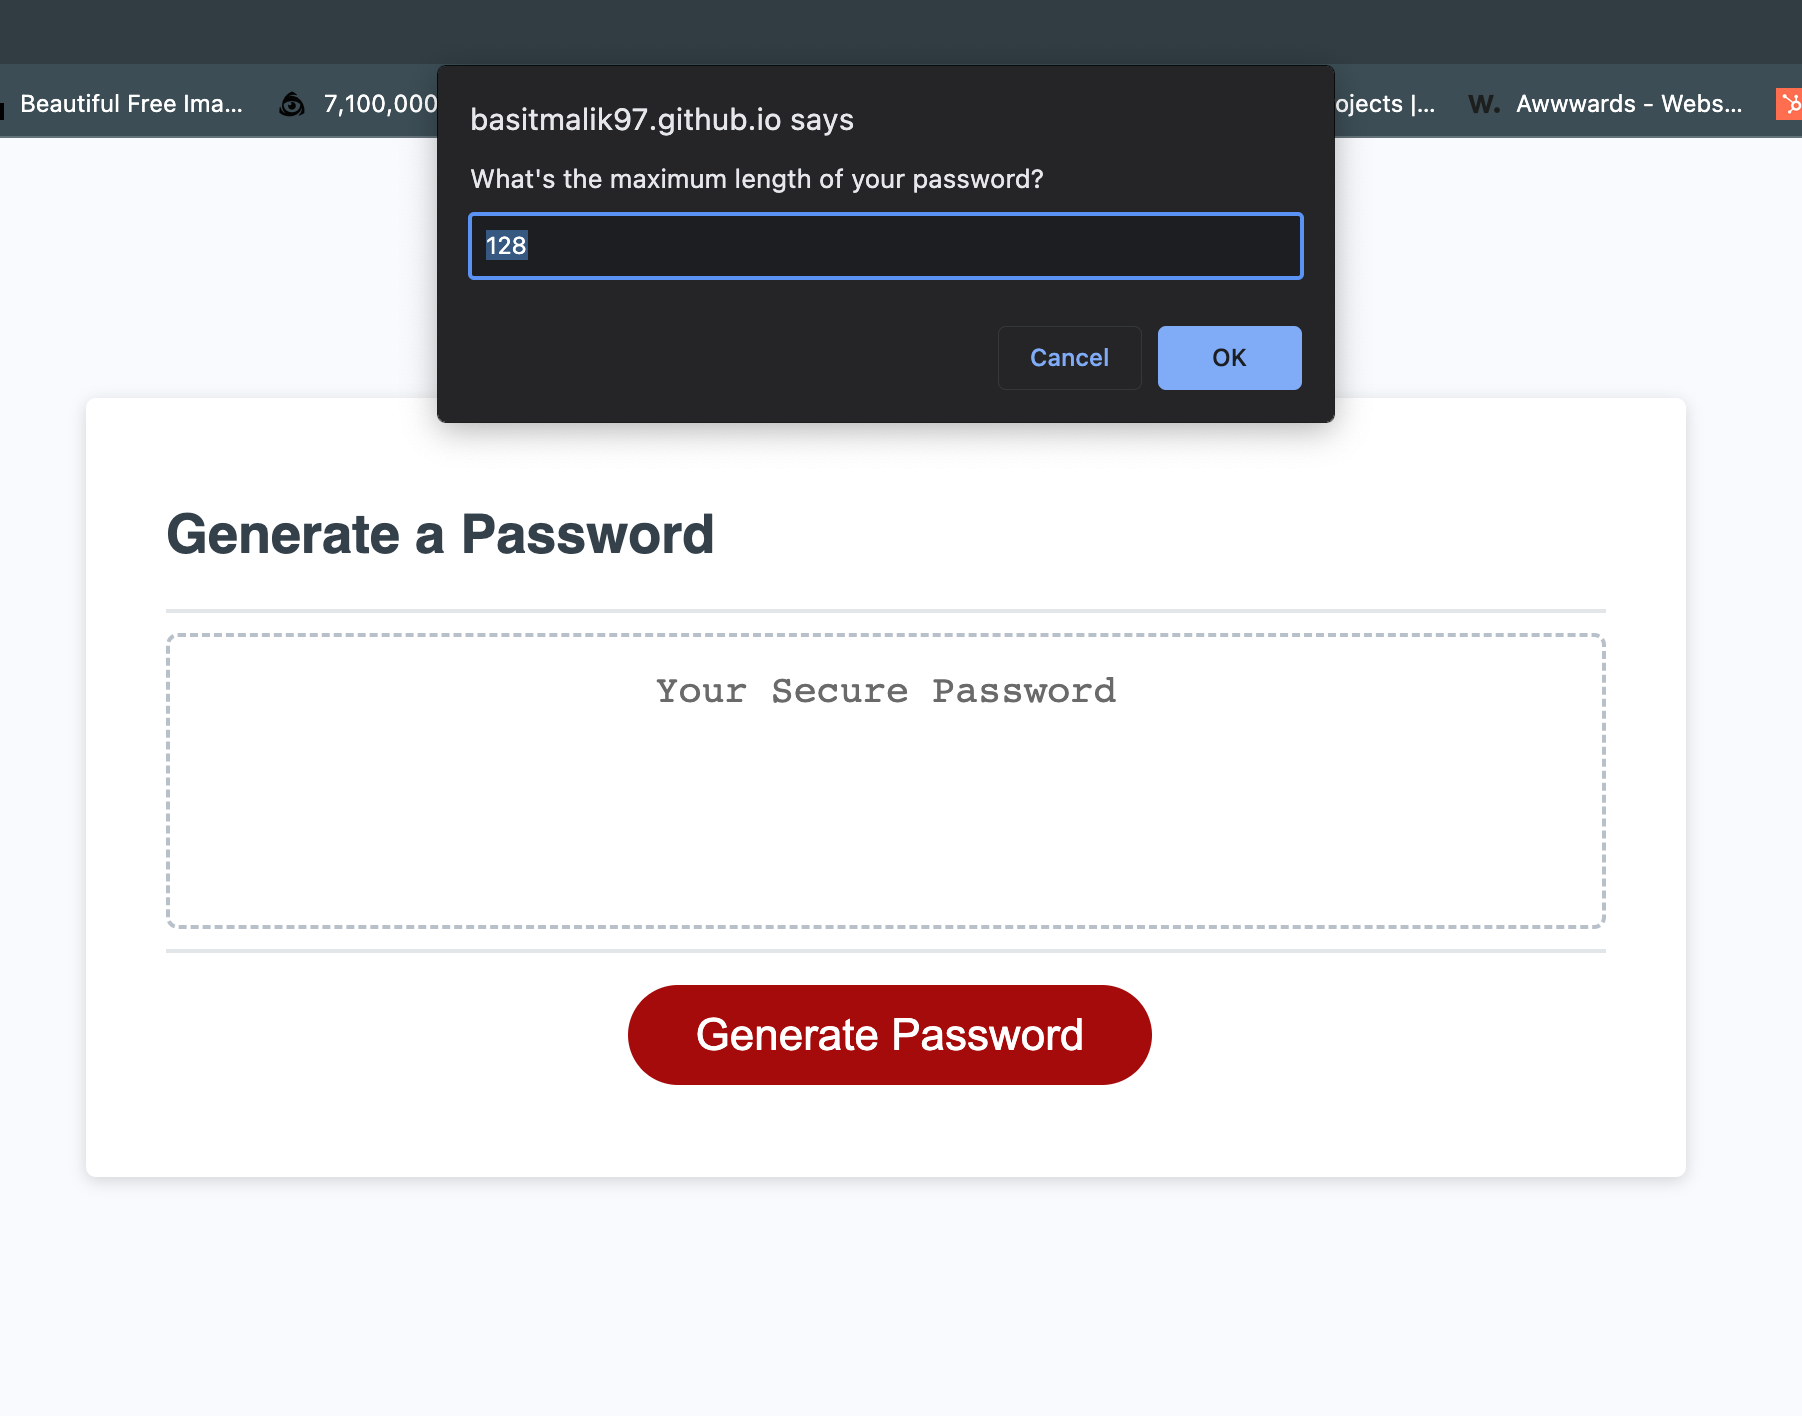 Beautiful Free Ima...
7,100,000
ojects |...
W.
Awwwards - Webs...
basitmalik97.github.io says
What's the maximum length of your password?
128
Cancel
OK
Generate a Password
Your Secure Password
Generate Password